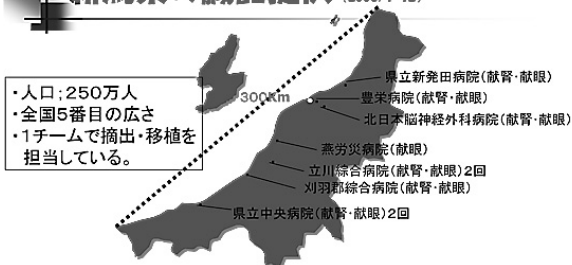 ・人口；250万人
・全国5番目の広さ
・1チームで摘出・移植を
担当している。
300Km
県立新発田病院(献腎・献眼)
豊栄病院(献腎・献眼)
北日本脳神経外科病院(献腎・献眼)
燕労災病院(献眼)
立川綜合病院(献腎・献眼)2回
刈羽郡綜合病院(献腎・献眼)
県立中央病院(献腎・献眼)2回